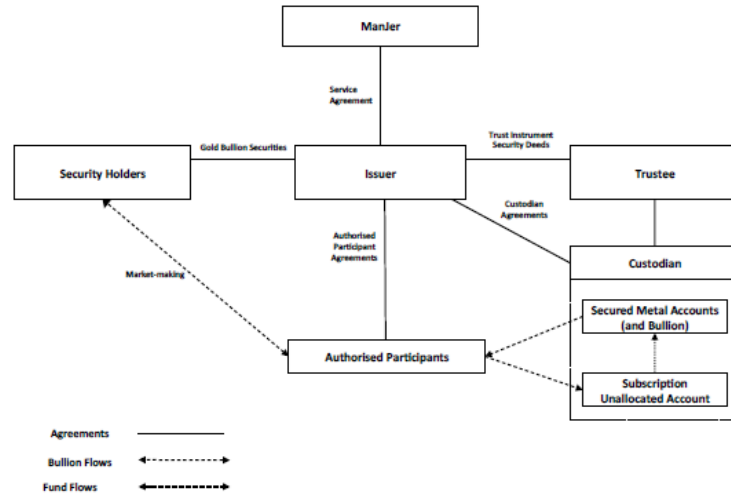 ManJer
Service
Agreement
Gold Bullion Securities
Trust Instrument
Security Deeds
Security Holders
Issuer
Trustee
Custodian
Agreements
Authorised
Participant
Agreements
Custodian
Market-making
Secured Metal Accounts
(and Bullion)
Authorised Participants
Subscription
Unallocated Account
Agreements
Bullion Flows
Fund Flows